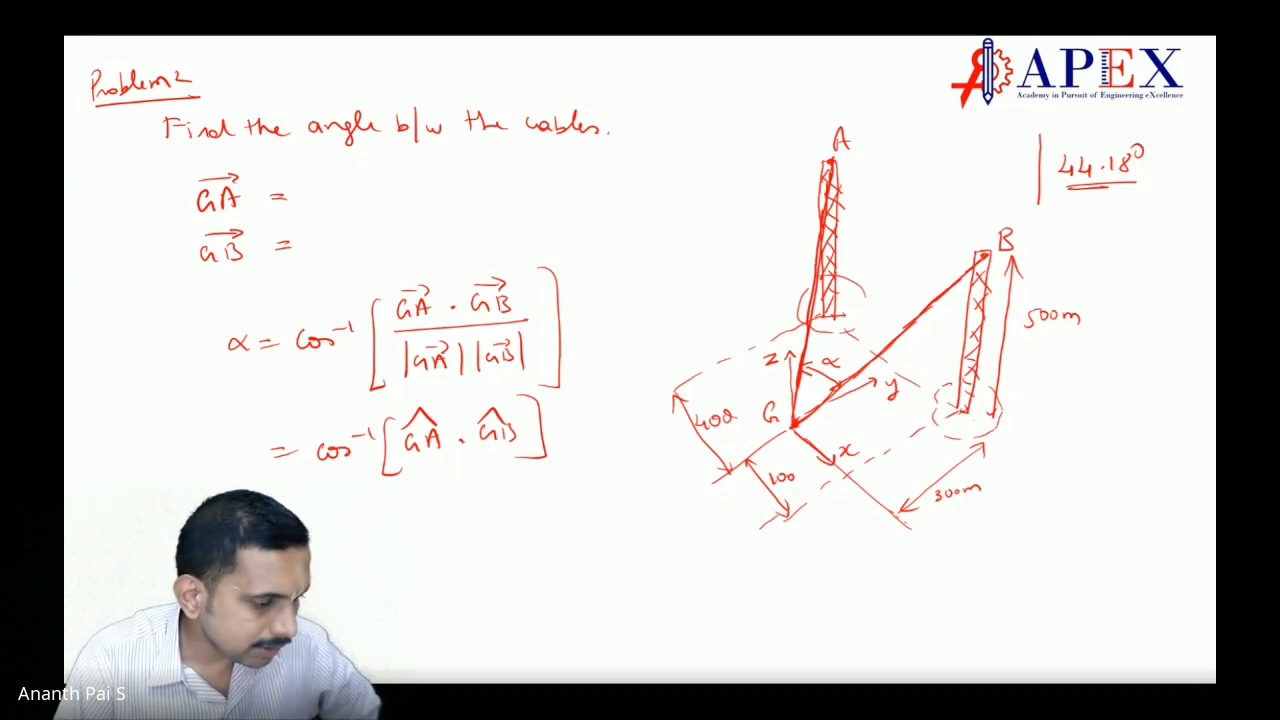 Problem 2
Find the angle b/w the cables.
GA =
GB =
α = cos⁻¹ [ GA · GB / |GA| |GB| ]
= cos⁻¹ [ GA · GB ]
APEX
Academy in Pursuit of Engineering eXcellence
44.18°
A
B
500m
z
α
y
G
x
400
100
300m
Ananth Pai S